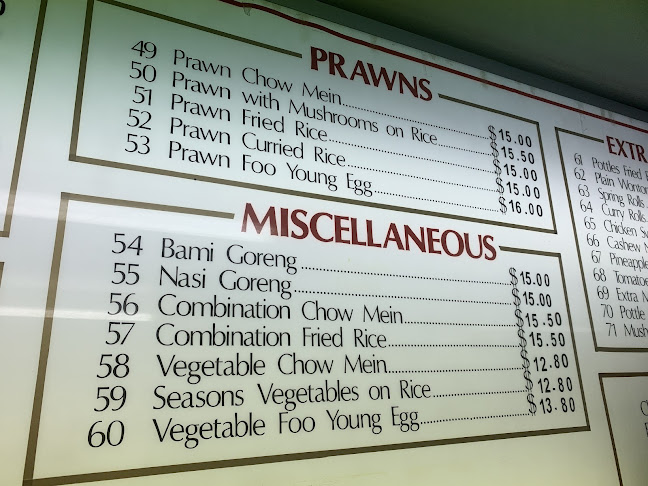 PRAWNS
49 Prawn Chow Mein $15.00
50 Prawn with Mushrooms on Rice $15.50
51 Prawn Fried Rice $15.00
52 Prawn Curried Rice $15.00
53 Prawn Foo Young Egg $16.00
MISCELLANEOUS
54 Bami Goreng $15.00
55 Nasi Goreng $15.00
56 Combination Chow Mein $15.50
57 Combination Fried Rice $15.50
58 Vegetable Chow Mein $12.80
59 Seasons Vegetables on Rice $12.80
60 Vegetable Foo Young Egg $13.80
EXTR
61 Pottles Fried
62 Plain Wonton
63 Spring Rolls
64 Curry Rolls
65 Chicken
66 Cashew
67 Pineapple
68 Tomatoe
69 Extra
70 Pottle
71 Mush